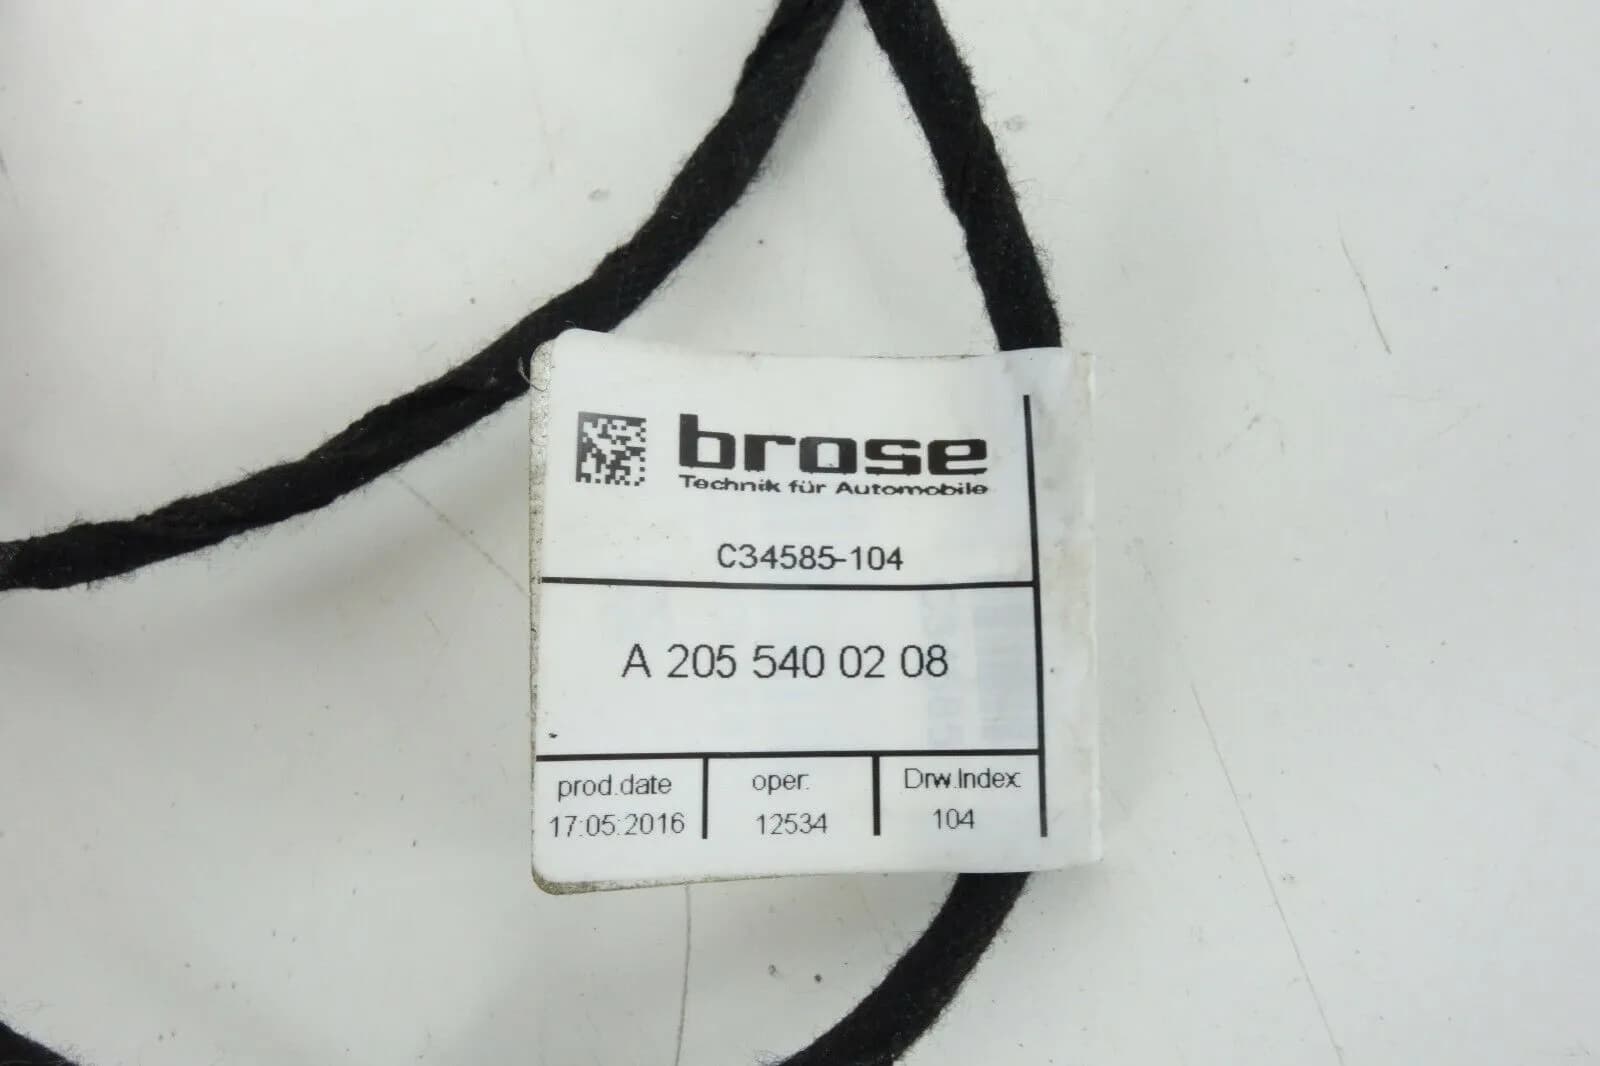 brose
Technik für Automobile
C34585-104
A 205 540 02 08
prod.date
17:05:2016
oper.
12534
Drw.Index
104